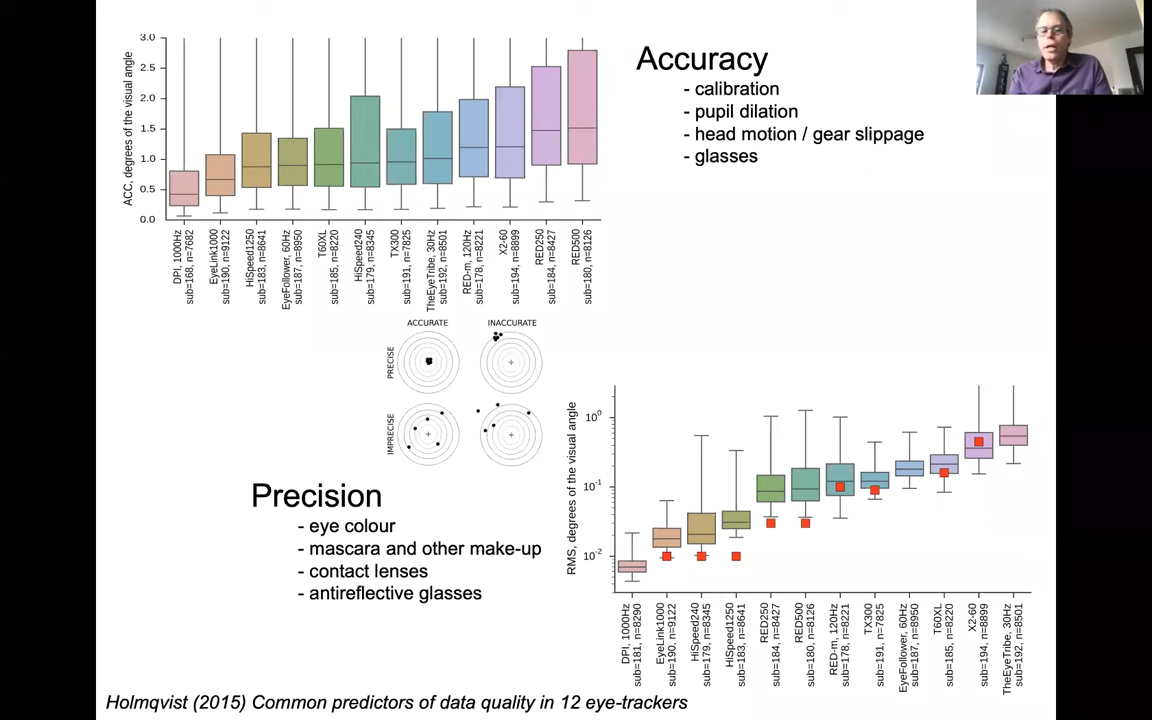 ACC, degrees of the visual angle
3.0
2.5
2.0
1.5
1.0
0.5
0.0
DPI, 1000Hz
sub=168, n=7682
EyeLink1000
sub=190, n=9122
HiSpeed1250
sub=183, n=8641
EyeFollower, 60Hz
sub=187, n=8950
T60XL
sub=185, n=8220
HiSpeed240
sub=179, n=8345
TX300
sub=191, n=7825
TheEyeTribe, 30Hz
sub=192, n=8501
RED-m, 120Hz
sub=178, n=8221
X2-60
sub=194, n=8899
RED250
sub=184, n=8427
RED500
sub=180, n=8126
Accuracy
- calibration
- pupil dilation
- head motion / gear slippage
- glasses
ACCURATE
INACCURATE
PRECISE
IMPRECISE
Precision
- eye colour
- mascara and other make-up
- contact lenses
- antireflective glasses
RMS, degrees of the visual angle
10⁰
10⁻¹
10⁻²
DPI, 1000Hz
sub=181, n=8290
EyeLink1000
sub=190, n=9122
HiSpeed240
sub=179, n=8345
HiSpeed1250
sub=183, n=8641
RED250
sub=184, n=8427
RED500
sub=180, n=8126
RED-m, 120Hz
sub=178, n=8221
TX300
sub=191, n=7825
EyeFollower, 60Hz
sub=187, n=8950
T60XL
sub=185, n=8220
X2-60
sub=194, n=8899
TheEyeTribe, 30Hz
sub=192, n=8501
Holmqvist (2015) Common predictors of data quality in 12 eye-trackers